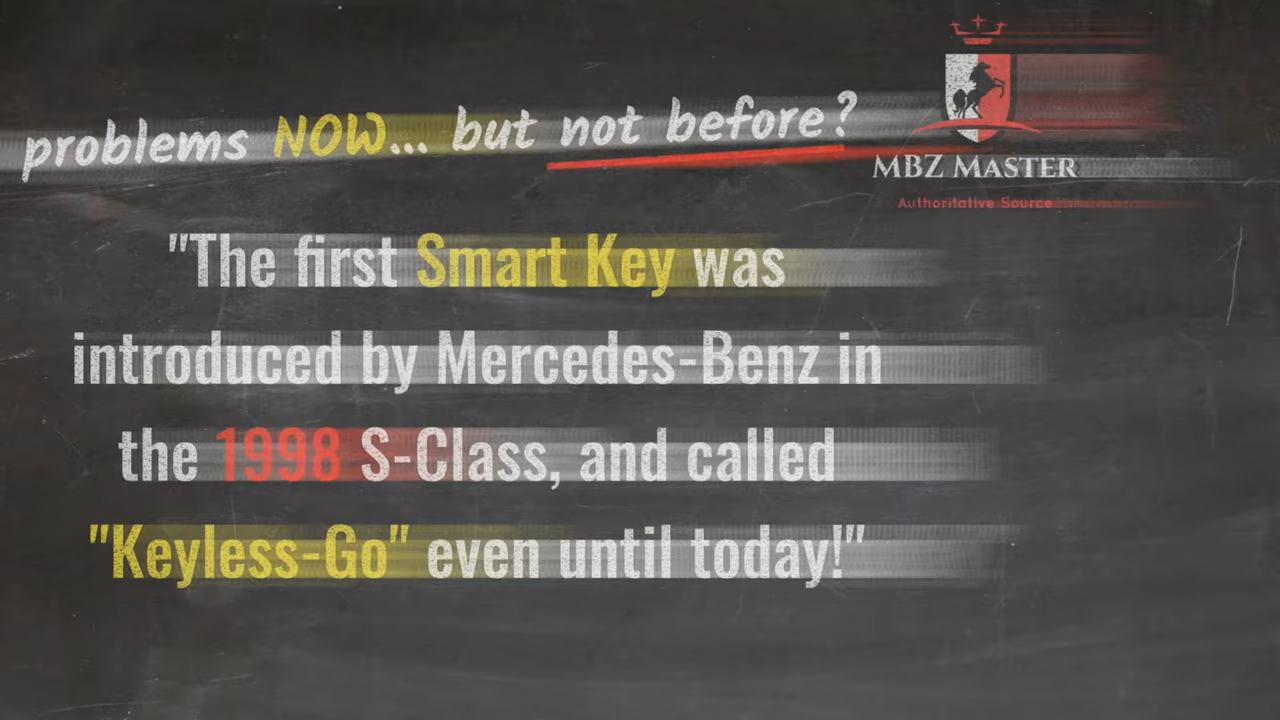 problems NOW... but not before?
MBZ MASTER
Authoritative Source
"The first Smart Key was
introduced by Mercedes-Benz in
the 1998 S-Class, and called
"Keyless-Go" even until today!"